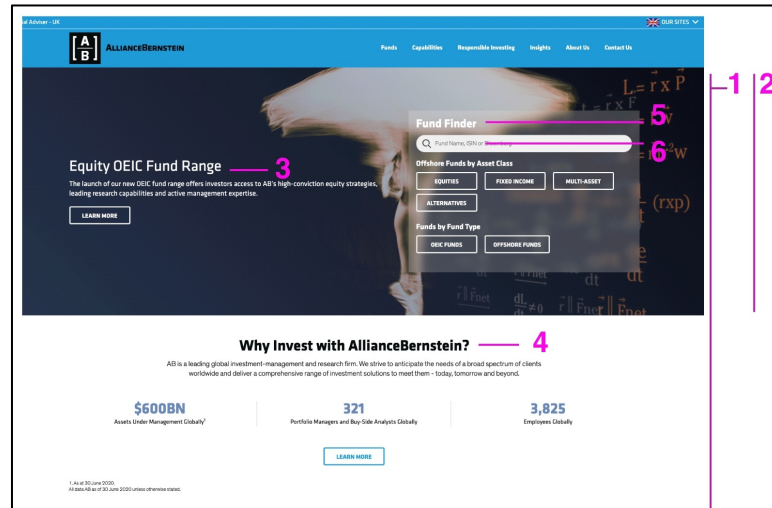 al Adviser - UK
OUR SITES
[A/B] ALLIANCEBERNSTEIN
Funds Capabilities Responsible Investing Insights About Us Contact Us
1 2
L = r x P
Fund Finder 5
Fund Name, ISIN or 6
Equity OEIC Fund Range 3
Offshore Funds by Asset Class
The launch of our new OEIC fund range offers investors access to AB's high-conviction equity strategies,
leading research capabilities and active management expertise.
EQUITIES FIXED INCOME MULTI-ASSET
ALTERNATIVES
(rxp)
LEARN MORE
Funds by Fund Type
OEIC FUNDS OFFSHORE FUNDS
dt
Why Invest with AllianceBernstein? 4
AB is a leading global investment-management and research firm. We strive to anticipate the needs of a broad spectrum of clients
worldwide and deliver a comprehensive range of investment solutions to meet them - today, tomorrow and beyond.
$600BN 321 3,825
Assets Under Management Globally¹ Portfolio Managers and Buy-Side Analysts Globally Employees Globally
LEARN MORE
1. As at 30 June 2020.
All data AB as of 30 June 2020 unless otherwise stated.